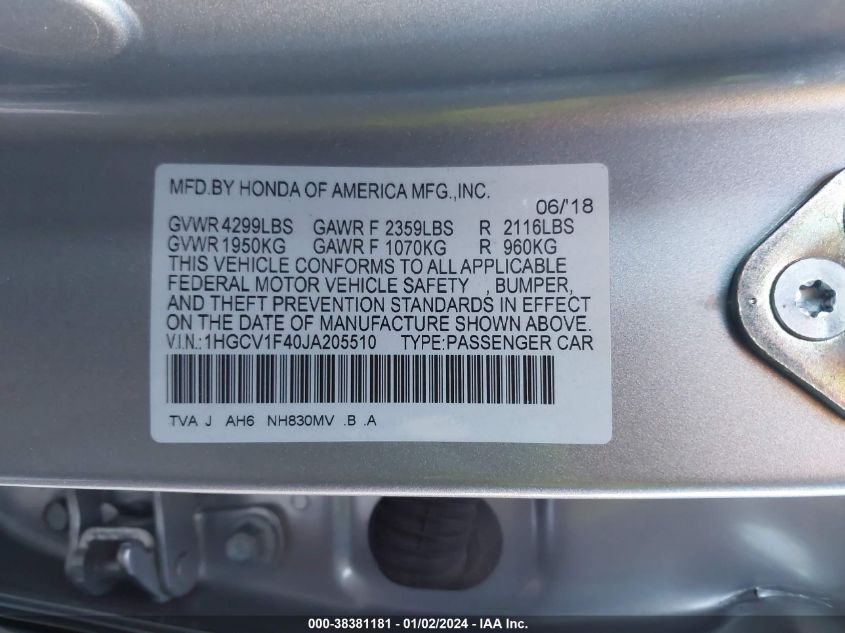 MFD.BY HONDA OF AMERICA MFG.,INC.
06/'18
GVWR 4299LBS GAWR F 2359LBS R 2116LBS
GVWR 1950KG GAWR F 1070KG R 960KG
THIS VEHICLE CONFORMS TO ALL APPLICABLE
FEDERAL MOTOR VEHICLE SAFETY , BUMPER,
AND THEFT PREVENTION STANDARDS IN EFFECT
ON THE DATE OF MANUFACTURE SHOWN ABOVE.
V.I.N.:1HGCV1F40JA205510 TYPE:PASSENGER CAR
TVA J AH6 NH830MV .B .A
000-38381181 - 01/02/2024 - IAA Inc.